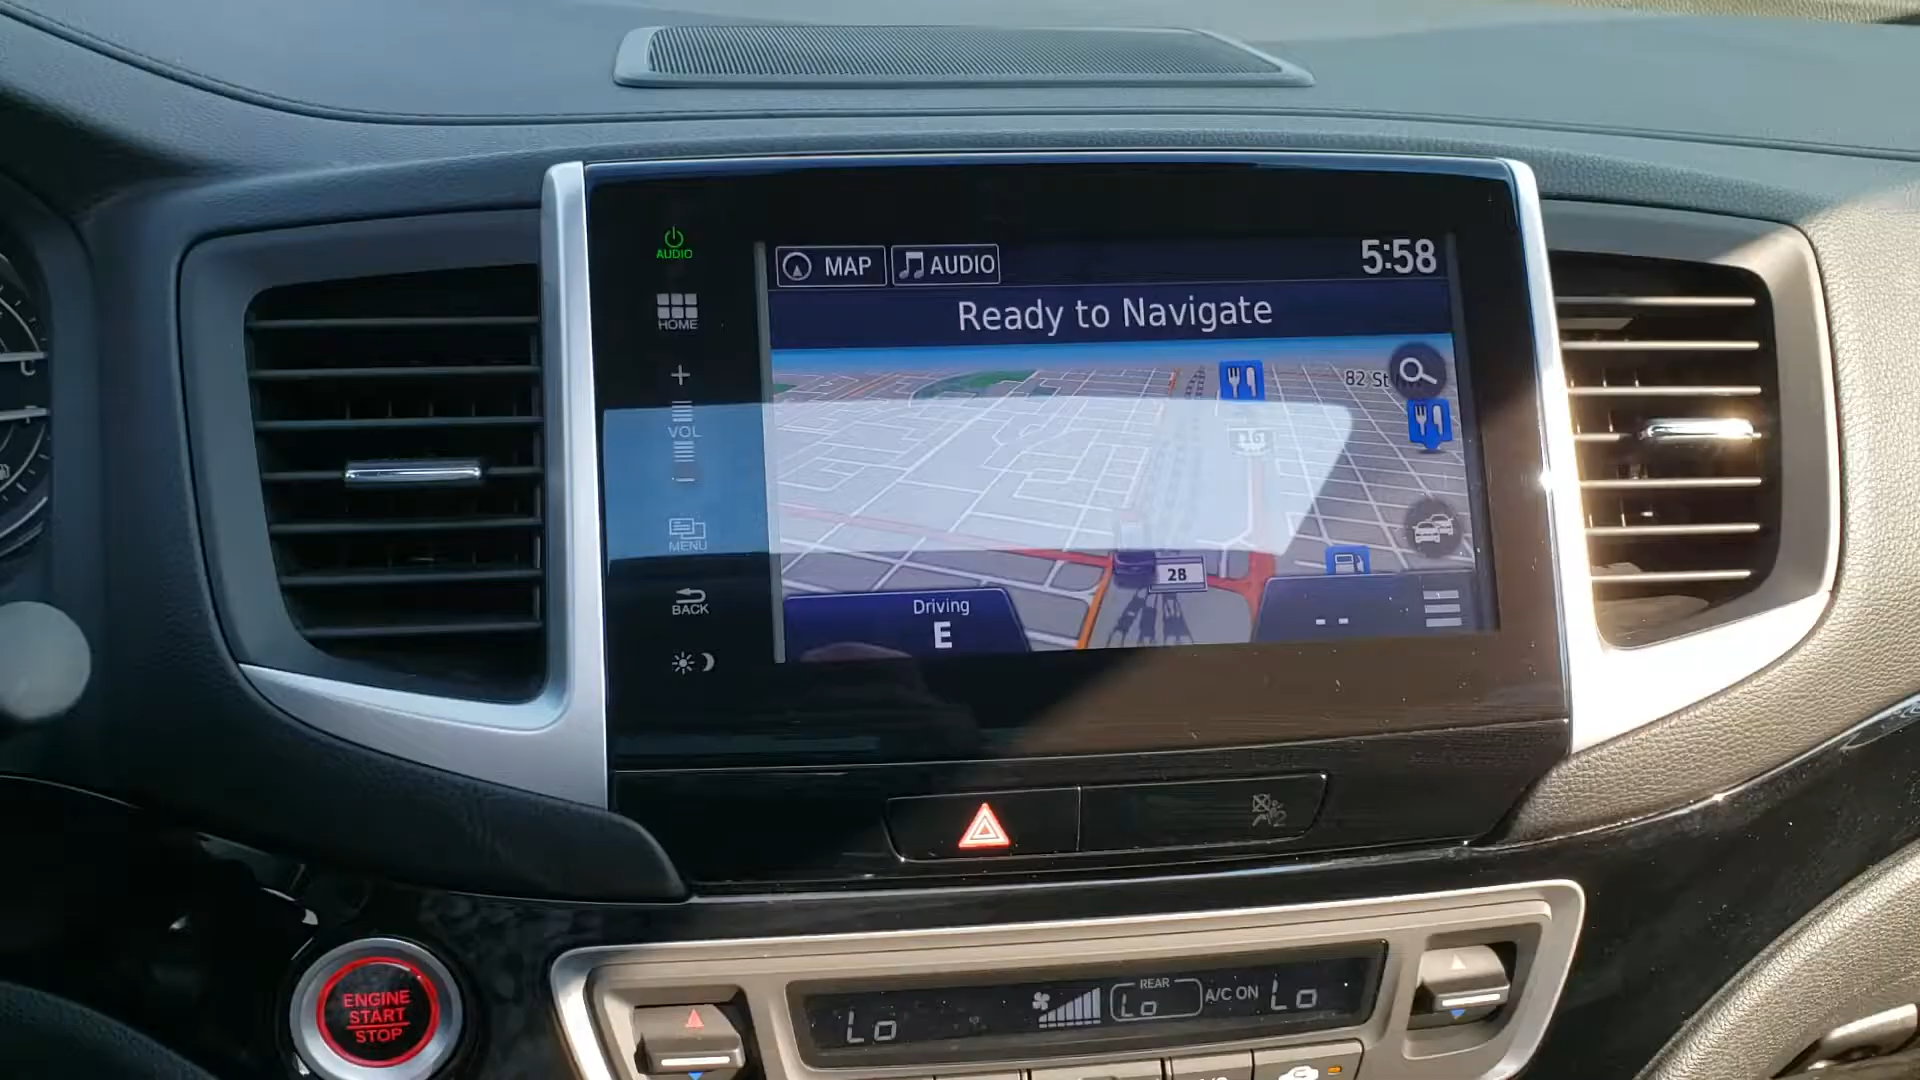 AUDIO
MAP
AUDIO
5:58
HOME
Ready to Navigate
82 St
VOL
MENU
28
BACK
Driving
E
--
ENGINE
START
STOP
REAR
Lo
Lo
A/C ON
Lo